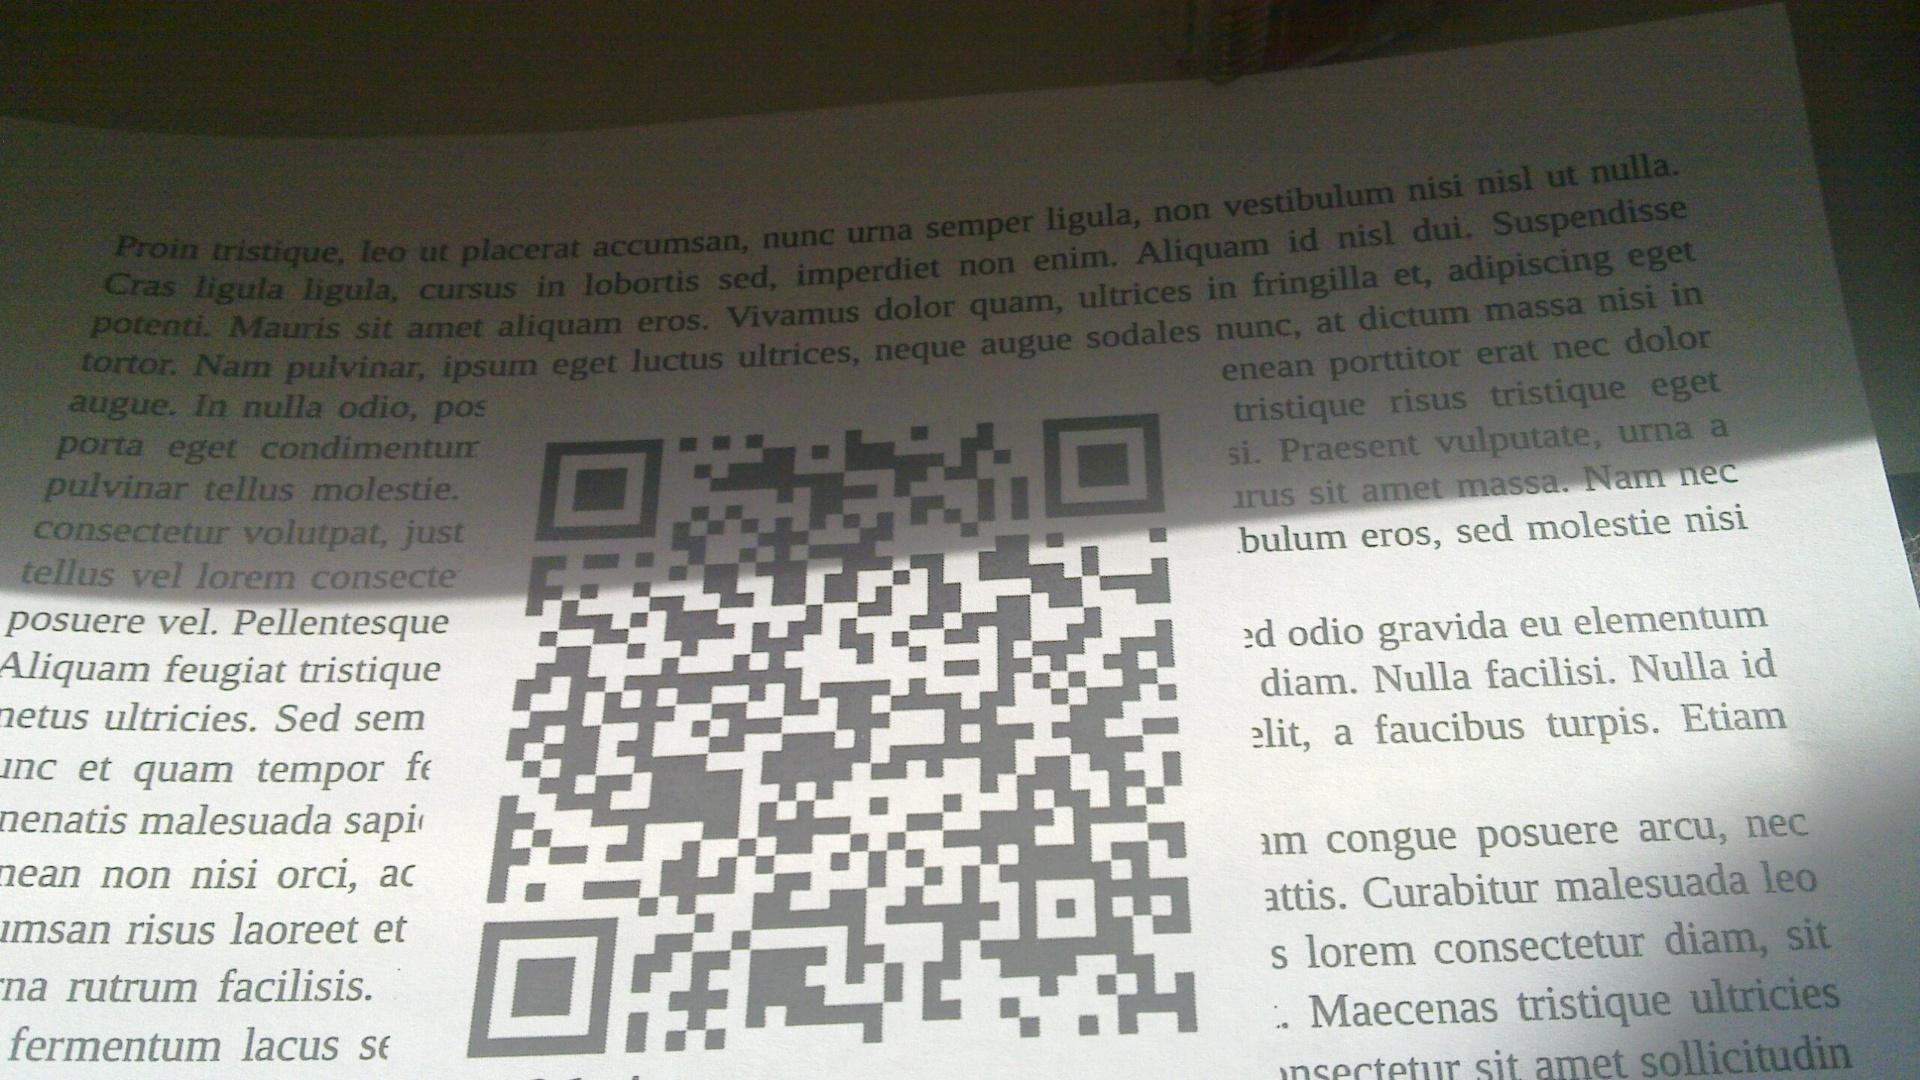 Proin tristique, leo ut placerat accumsan, nunc urna semper ligula, non vestibulum nisi nisl ut nulla.
Cras ligula ligula, cursus in lobortis sed, imperdiet non enim. Aliquam id nisl dui. Suspendisse
potenti. Mauris sit amet aliquam eros. Vivamus dolor quam, ultrices in fringilla et, adipiscing eget
tortor. Nam pulvinar, ipsum eget luctus ultrices, neque augue sodales nunc, at dictum massa nisi in
augue. In nulla odio, pos enean porttitor erat nec dolor
porta eget condimentum tristique risus tristique eget
pulvinar tellus molestie. si. Praesent vulputate, urna a
consectetur volutpat, just urus sit amet massa. Nam nec
tellus vel lorem consecte bulum eros, sed molestie nisi
posuere vel. Pellentesque
Aliquam feugiat tristique ed odio gravida eu elementum
netus ultricies. Sed sem diam. Nulla facilisi. Nulla id
unc et quam tempor fe elit, a faucibus turpis. Etiam
nenatis malesuada sapi
nean non nisi orci, ac am congue posuere arcu, nec
umsan risus laoreet et attis. Curabitur malesuada leo
rna rutrum facilisis. s lorem consectetur diam, sit
fermentum lacus se . Maecenas tristique ultricies
onsectetur sit amet sollicitudin